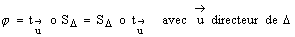 φ = t→u o SΔ = SΔ o t→u avec →u directeur de Δ